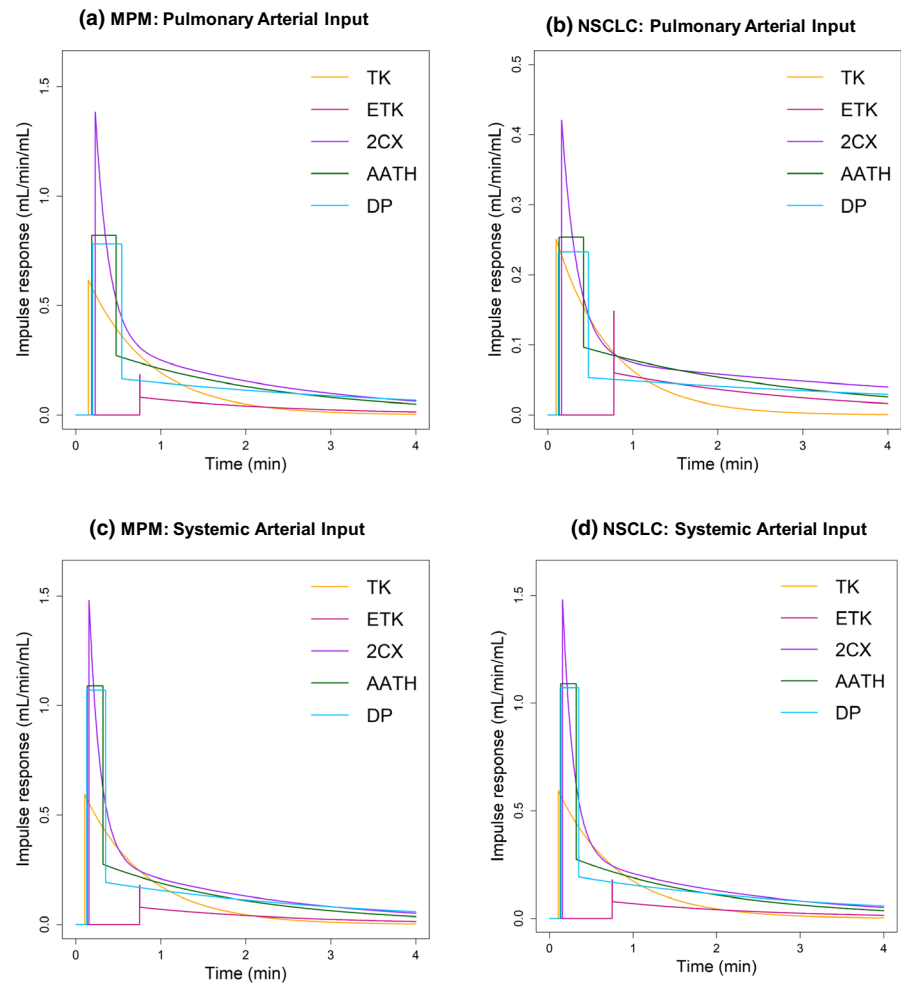 (a) MPM: Pulmonary Arterial Input
Impulse response (mL/min/mL)
1.5
1.0
0.5
0.0
TK
ETK
2CX
AATH
DP
0 1 2 3 4
Time (min)
(b) NSCLC: Pulmonary Arterial Input
Impulse response (mL/min/mL)
0.5
0.4
0.3
0.2
0.1
0.0
TK
ETK
2CX
AATH
DP
0 1 2 3 4
Time (min)
(c) MPM: Systemic Arterial Input
Impulse response (mL/min/mL)
1.5
1.0
0.5
0.0
TK
ETK
2CX
AATH
DP
0 1 2 3 4
Time (min)
(d) NSCLC: Systemic Arterial Input
Impulse response (mL/min/mL)
1.5
1.0
0.5
0.0
TK
ETK
2CX
AATH
DP
0 1 2 3 4
Time (min)